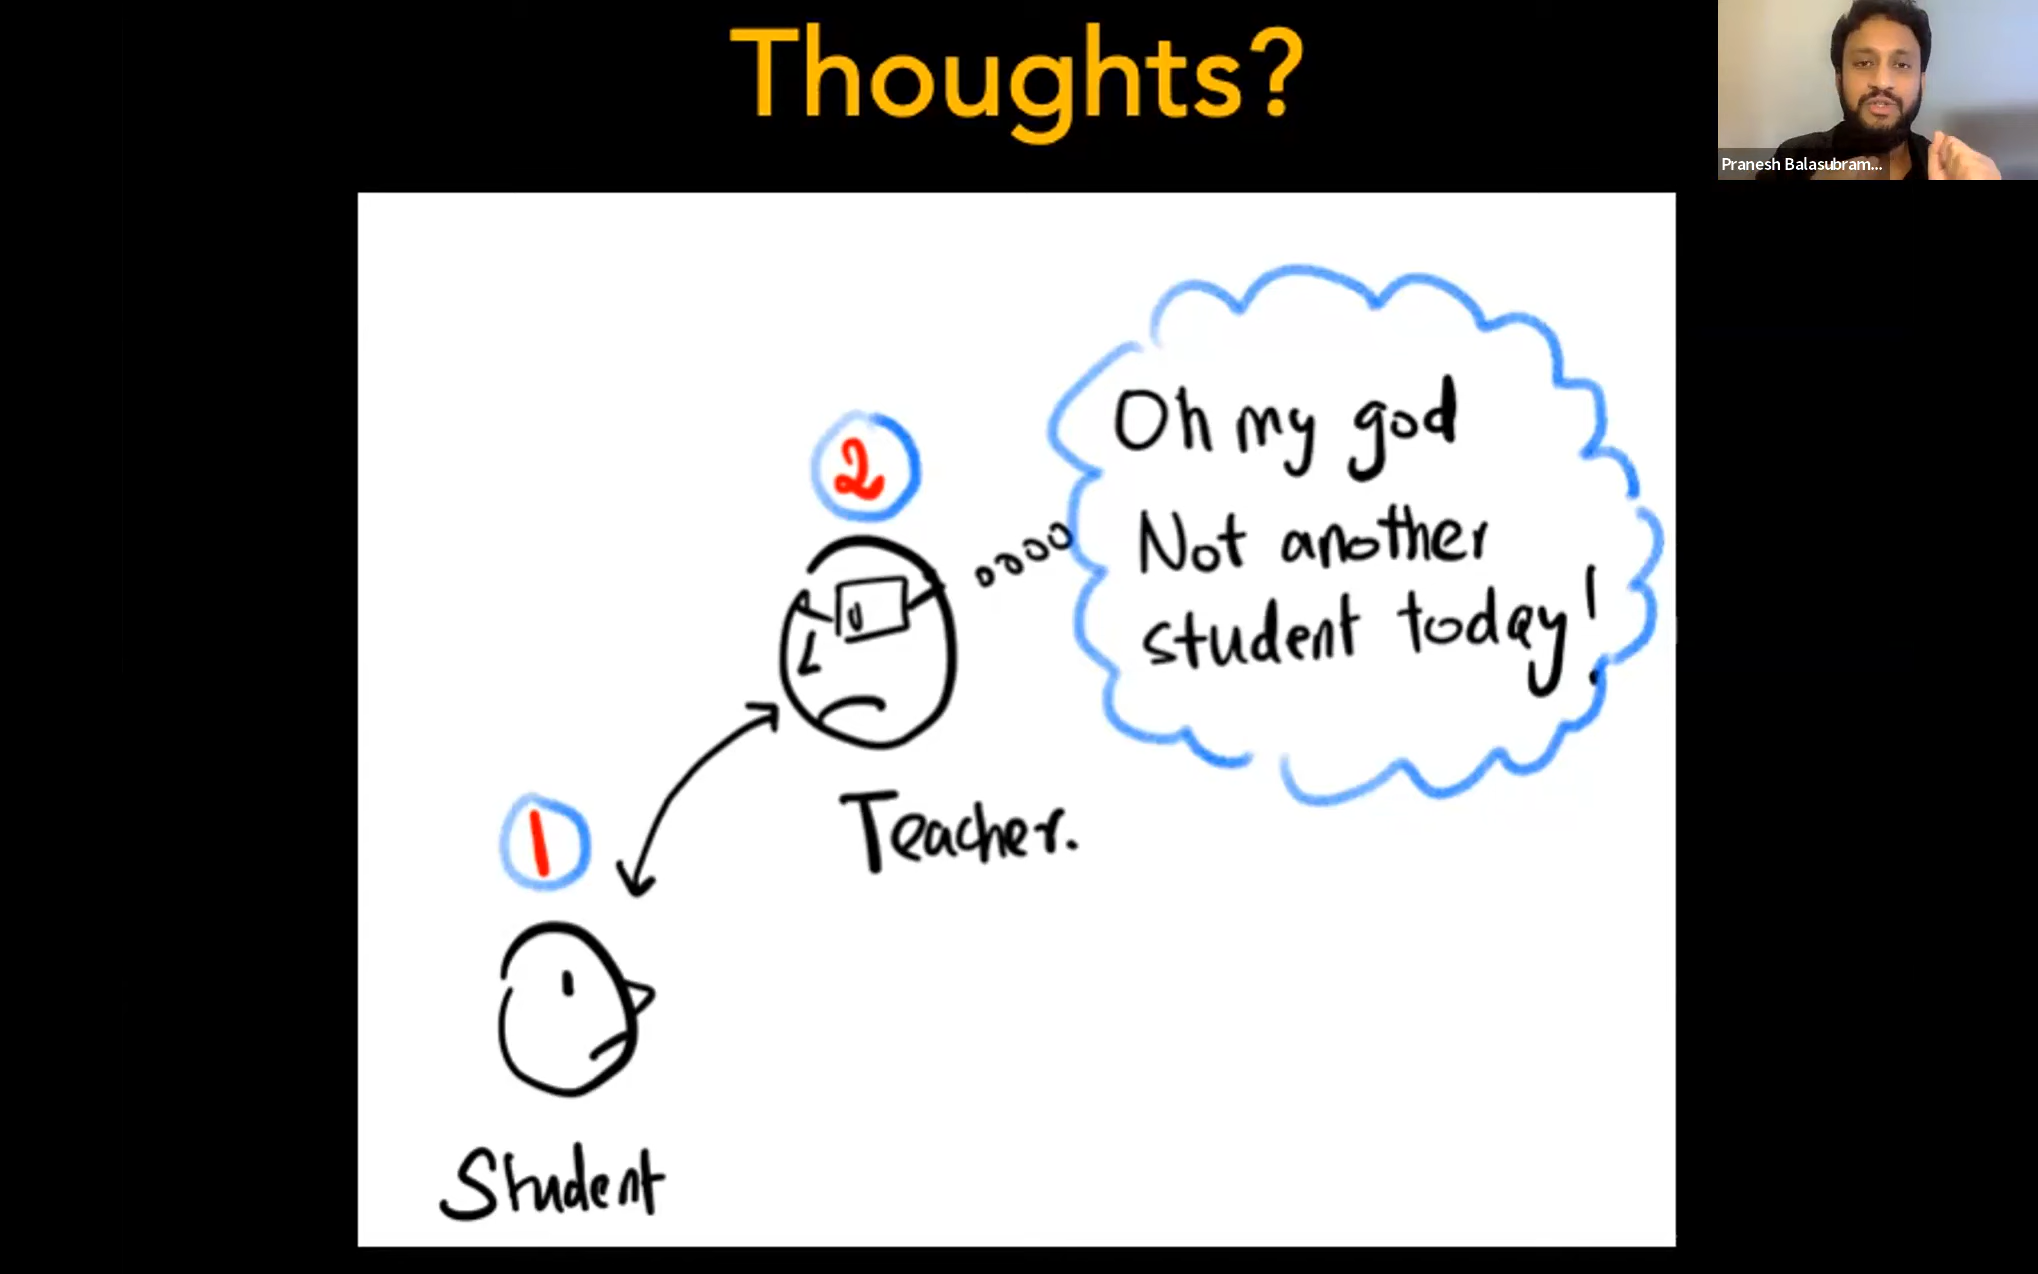 Thoughts?
Pranesh Balasubram...
Oh my god
Not another
student today!
2
Teacher.
1
Student